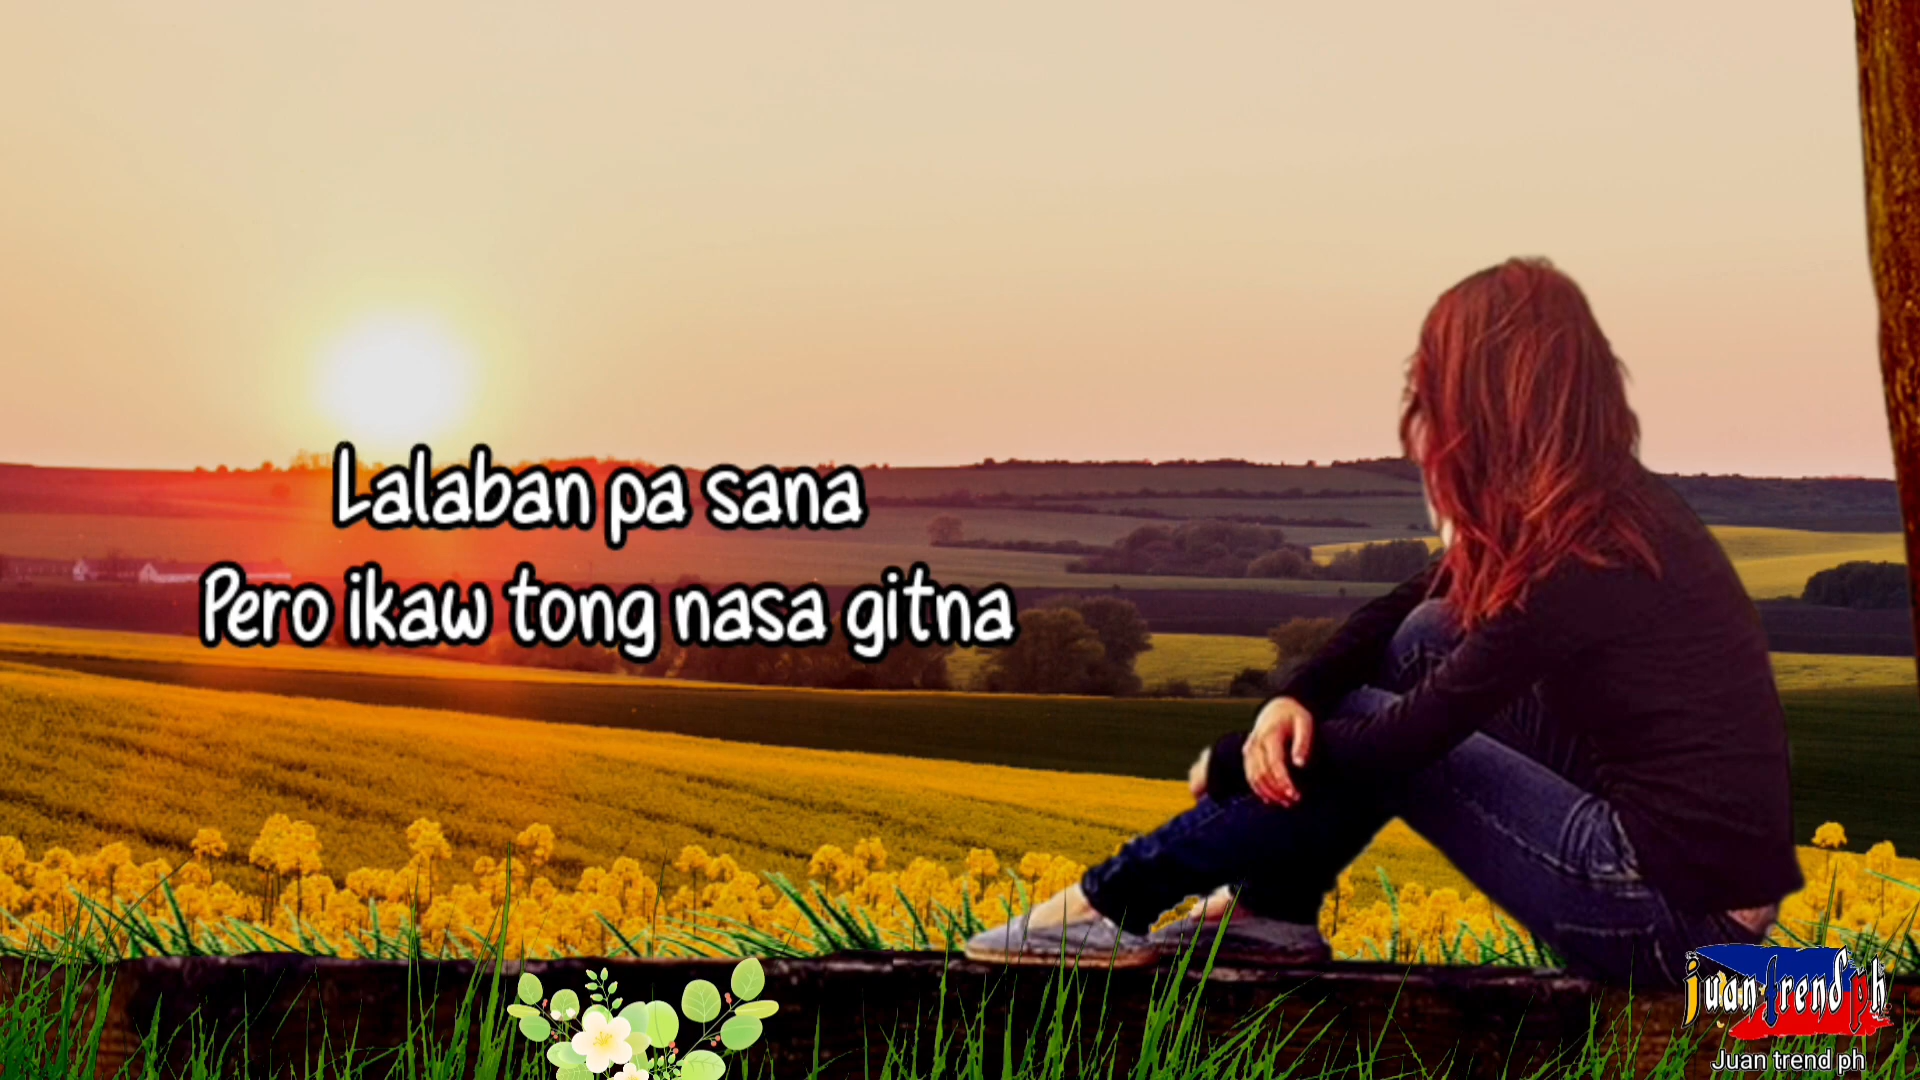 Lalaban pa sana
Pero ikaw tong nasa gitna
juan trend ph
Juan trend ph